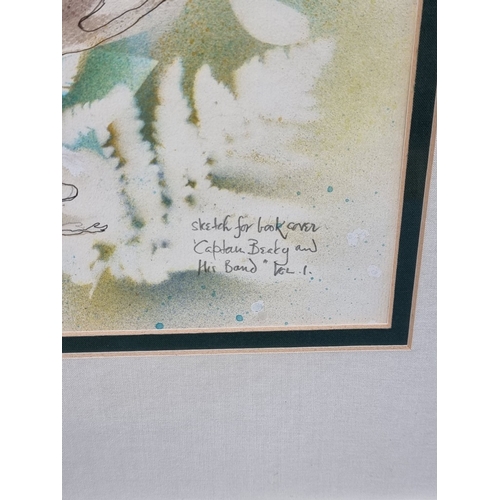 sketch for book cover
'Captain Beaky and
His Band" VOL. 1.